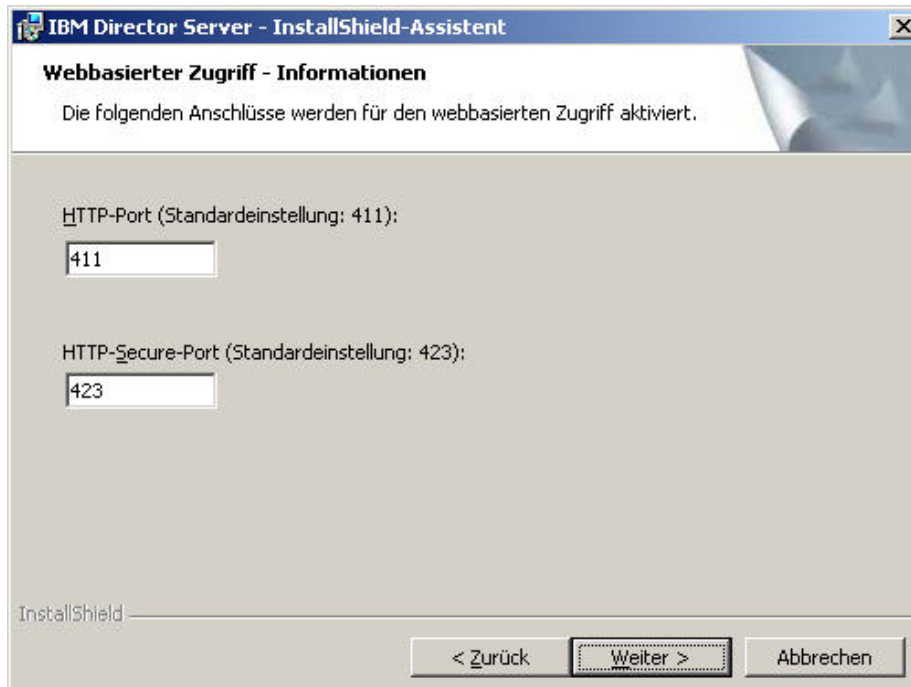 IBM Director Server - InstallShield-Assistent
Webbasierter Zugriff - Informationen
Die folgenden Anschlüsse werden für den webbasierten Zugriff aktiviert.
HTTP-Port (Standardeinstellung: 411):
411
HTTP-Secure-Port (Standardeinstellung: 423):
423
InstallShield
< Zurück Weiter > Abbrechen